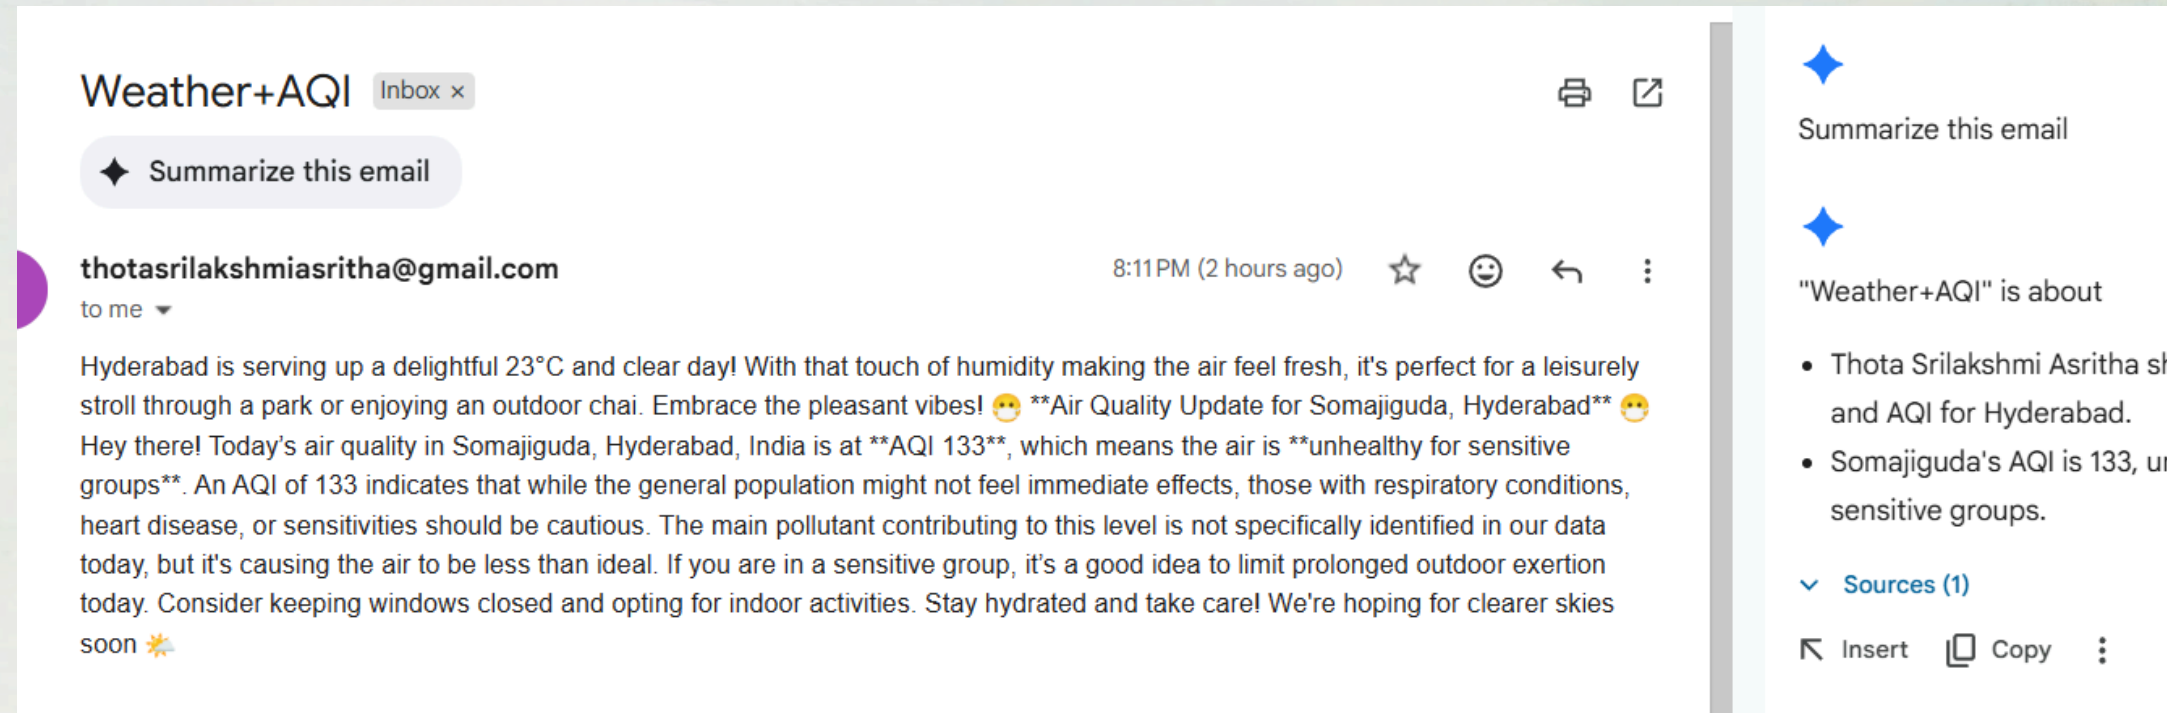 Weather+AQI Inbox ×
Summarize this email
thotasrilakshmiasritha@gmail.com 8:11 PM (2 hours ago)
to me
Hyderabad is serving up a delightful 23°C and clear day! With that touch of humidity making the air feel fresh, it's perfect for a leisurely
stroll through a park or enjoying an outdoor chai. Embrace the pleasant vibes! 😷 **Air Quality Update for Somajiguda, Hyderabad** 😷
Hey there! Today's air quality in Somajiguda, Hyderabad, India is at **AQI 133**, which means the air is **unhealthy for sensitive
groups**. An AQI of 133 indicates that while the general population might not feel immediate effects, those with respiratory conditions,
heart disease, or sensitivities should be cautious. The main pollutant contributing to this level is not specifically identified in our data
today, but it's causing the air to be less than ideal. If you are in a sensitive group, it's a good idea to limit prolonged outdoor exertion
today. Consider keeping windows closed and opting for indoor activities. Stay hydrated and take care! We're hoping for clearer skies
soon 🌤️
Summarize this email
"Weather+AQI" is about
• Thota Srilakshmi Asritha
and AQI for Hyderabad.
• Somajiguda's AQI is 133,
sensitive groups.
Sources (1)
Insert Copy